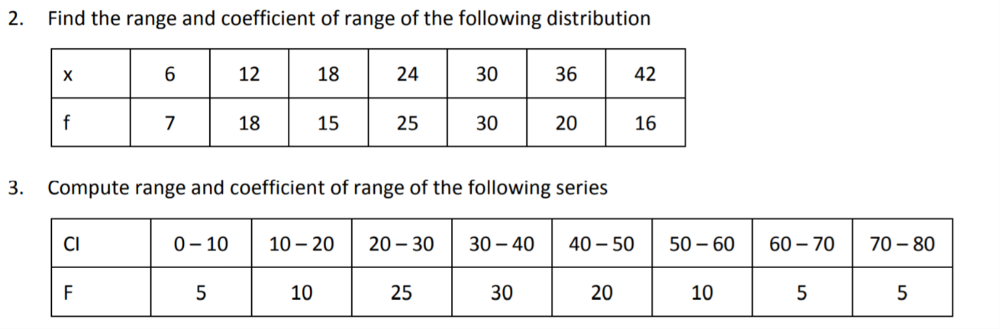 2. Find the range and coefficient of range of the following distribution
x 6 12 18 24 30 36 42
f 7 18 15 25 30 20 16
3. Compute range and coefficient of range of the following series
CI 0 – 10 10 – 20 20 – 30 30 – 40 40 – 50 50 – 60 60 – 70 70 – 80
F 5 10 25 30 20 10 5 5